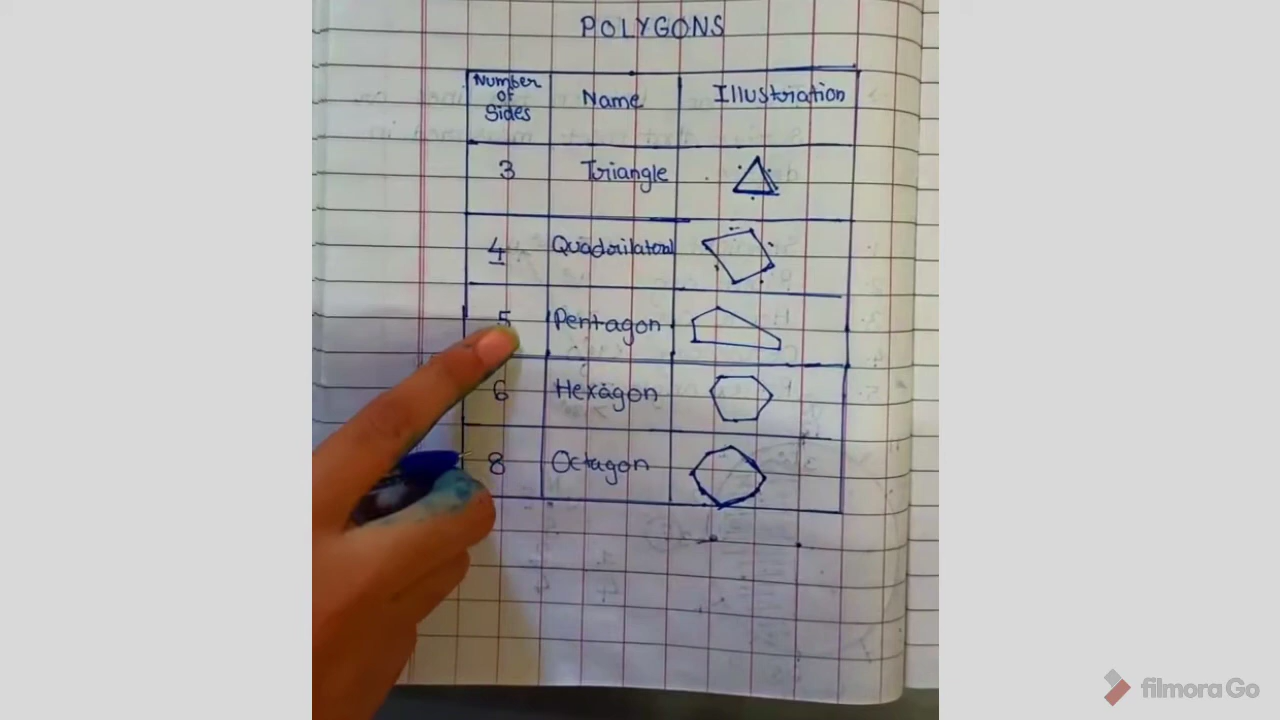 POLYGONS
Number of Sides Name Illustration
3 Triangle
4 Quadrilateral
5 Pentagon
6 Hexagon
8 Octagon
filmora Go